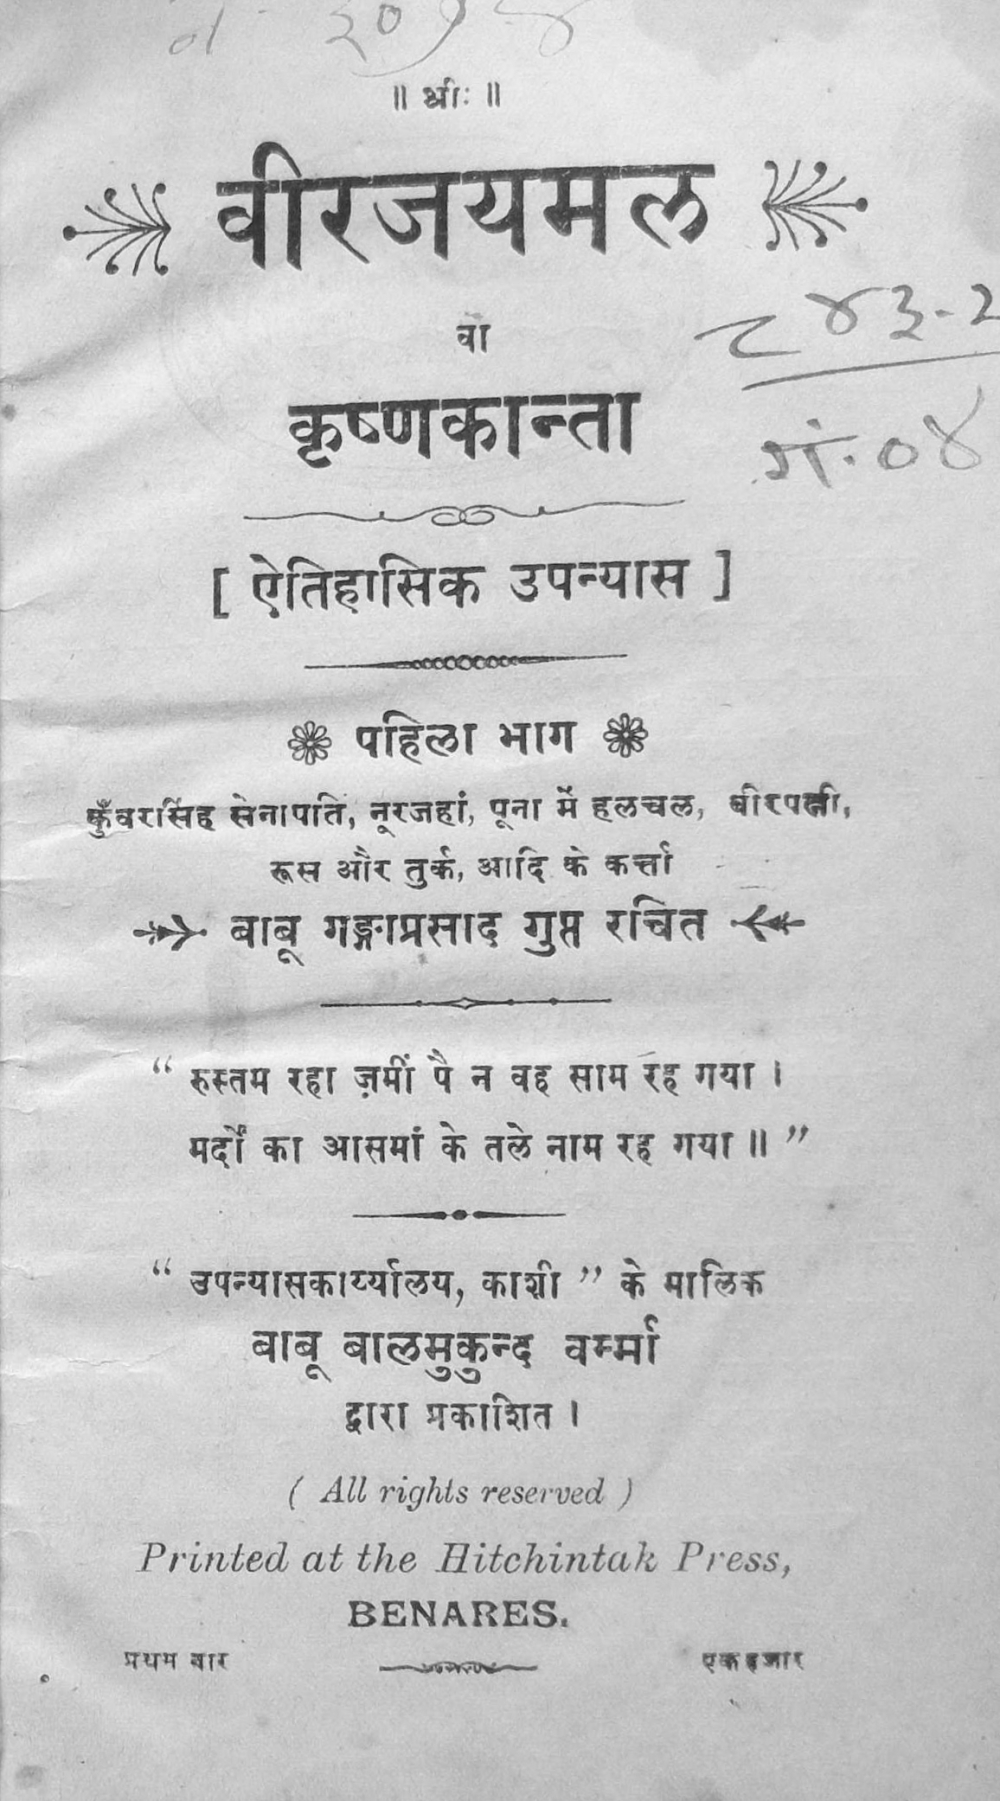 ॥ श्रीः ॥
वीरजयमल
वा
कृष्णकान्ता
[ ऐतिहासिक उपन्यास ]
पहिला भाग
कुँवरसिंह सेनापति, नूरजहां, पूना में हलचल, वीरपत्नी,
रूस और तुर्क, आदि के कर्त्ता
बाबू गङ्गाप्रसाद गुप्त रचित
“ रुस्तम रहा ज़मीं पै न वह साम रह गया ।
मर्दों का आसमां के तले नाम रह गया ॥ ”
“ उपन्यासकार्य्यालय, काशी ” के मालिक
बाबू बालमुकुन्द वर्म्मा
द्वारा प्रकाशित ।
( All rights reserved )
Printed at the Hitchintak Press,
BENARES.
प्रथम वार एकहजार